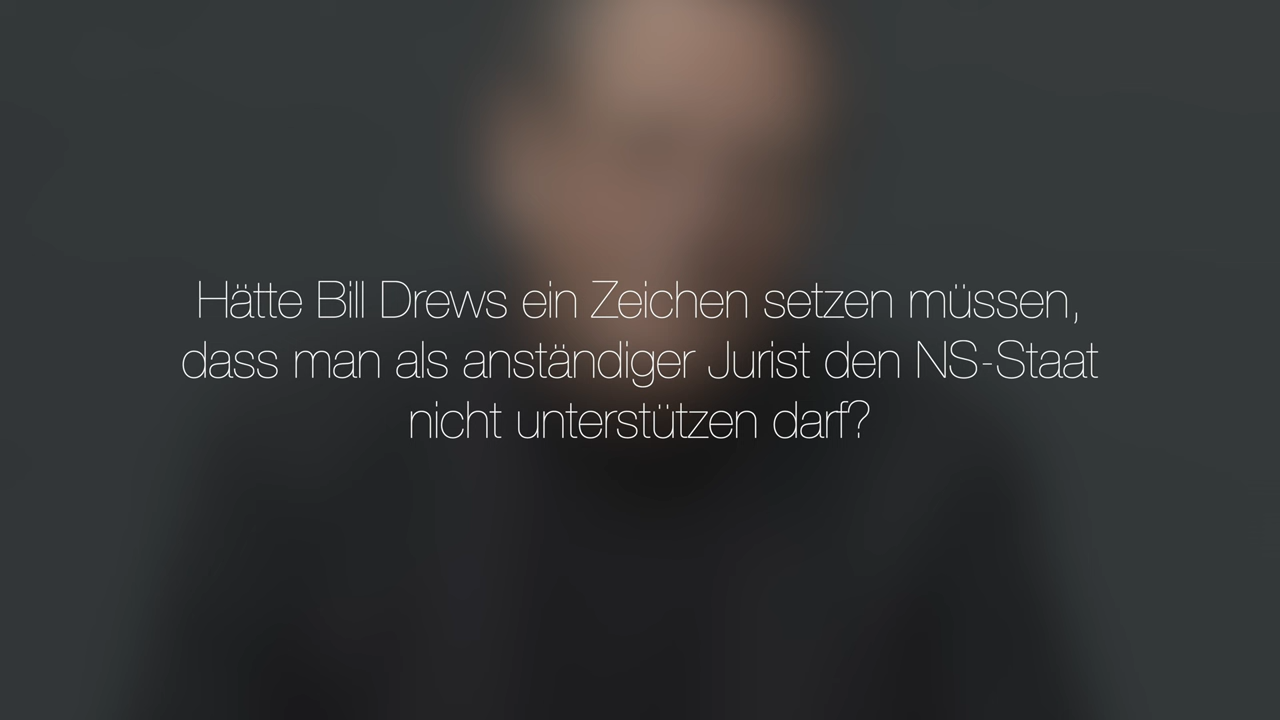 Hätte Bill Drews ein Zeichen setzen müssen,
dass man als anständiger Jurist den NS-Staat
nicht unterstützen darf?